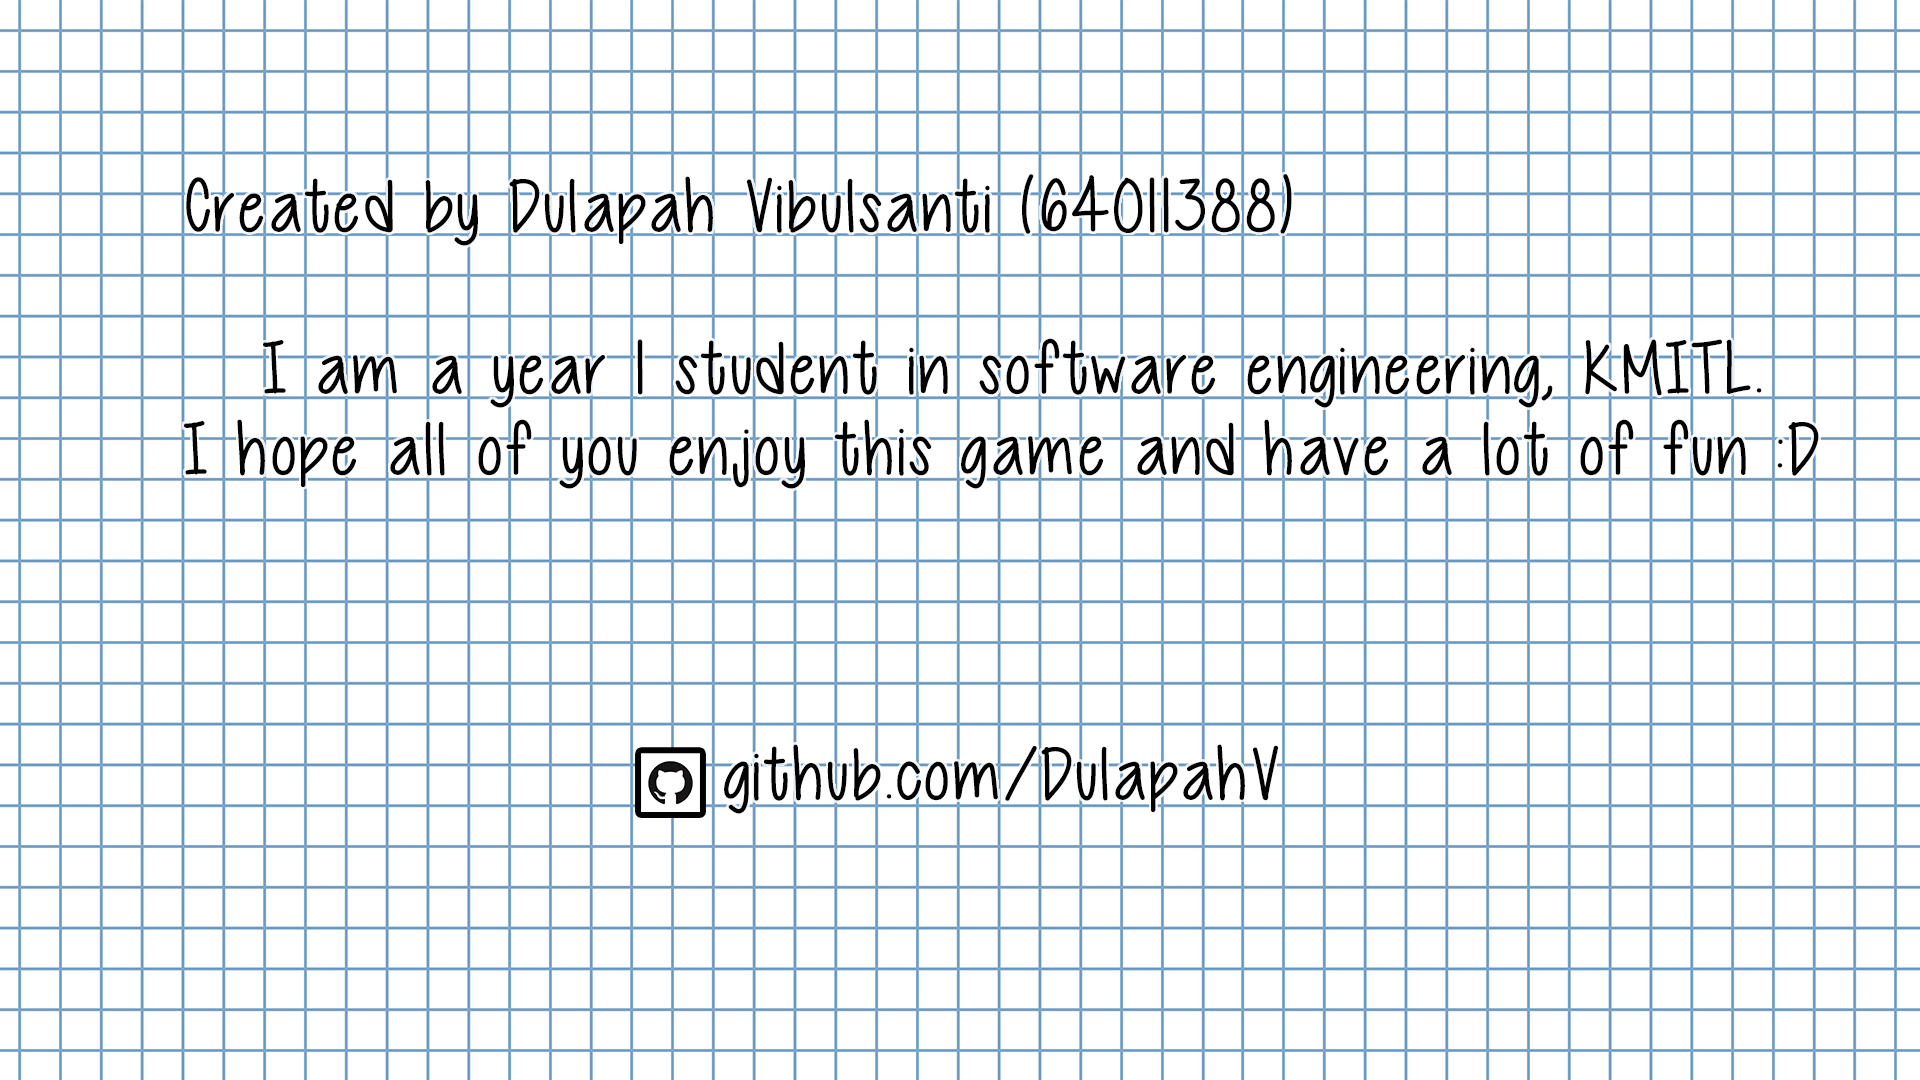 Created by Dulapah Vibulsanti (64011388)
I am a year 1 student in software engineering, KMITL.
I hope all of you enjoy this game and have a lot of fun :D
github.com/DulapahV